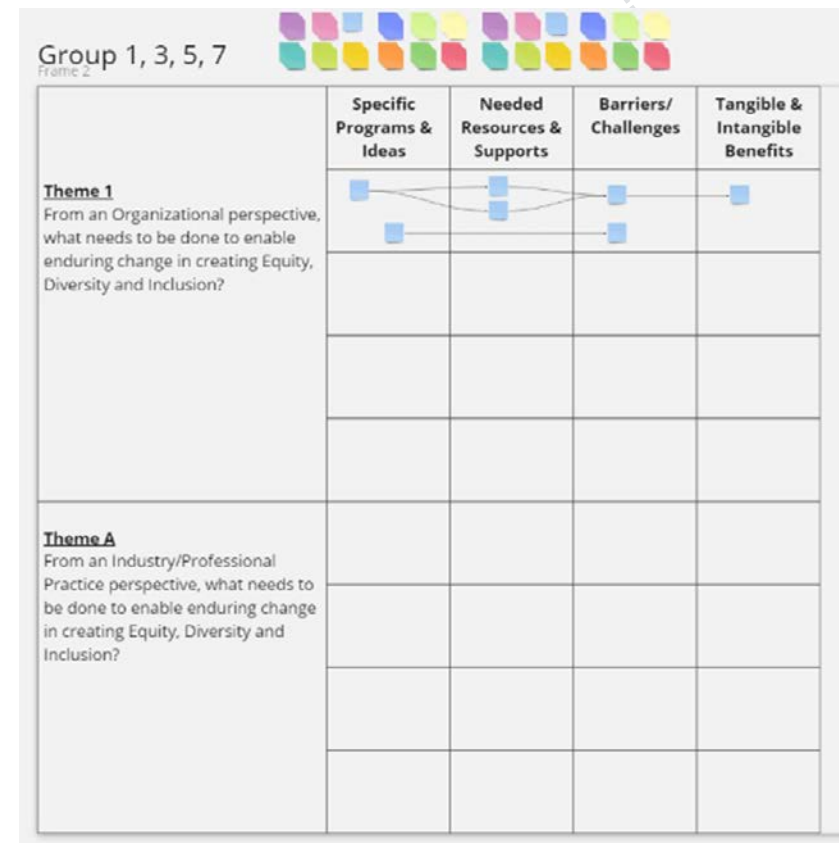 Group 1, 3, 5, 7
Frame 2
Specific
Programs &
Ideas
Needed
Resources &
Supports
Barriers/
Challenges
Tangible &
Intangible
Benefits
Theme 1
From an Organizational perspective,
what needs to be done to enable
enduring change in creating Equity,
Diversity and Inclusion?
Theme A
From an Industry/Professional
Practice perspective, what needs to
be done to enable enduring change
in creating Equity, Diversity and
Inclusion?